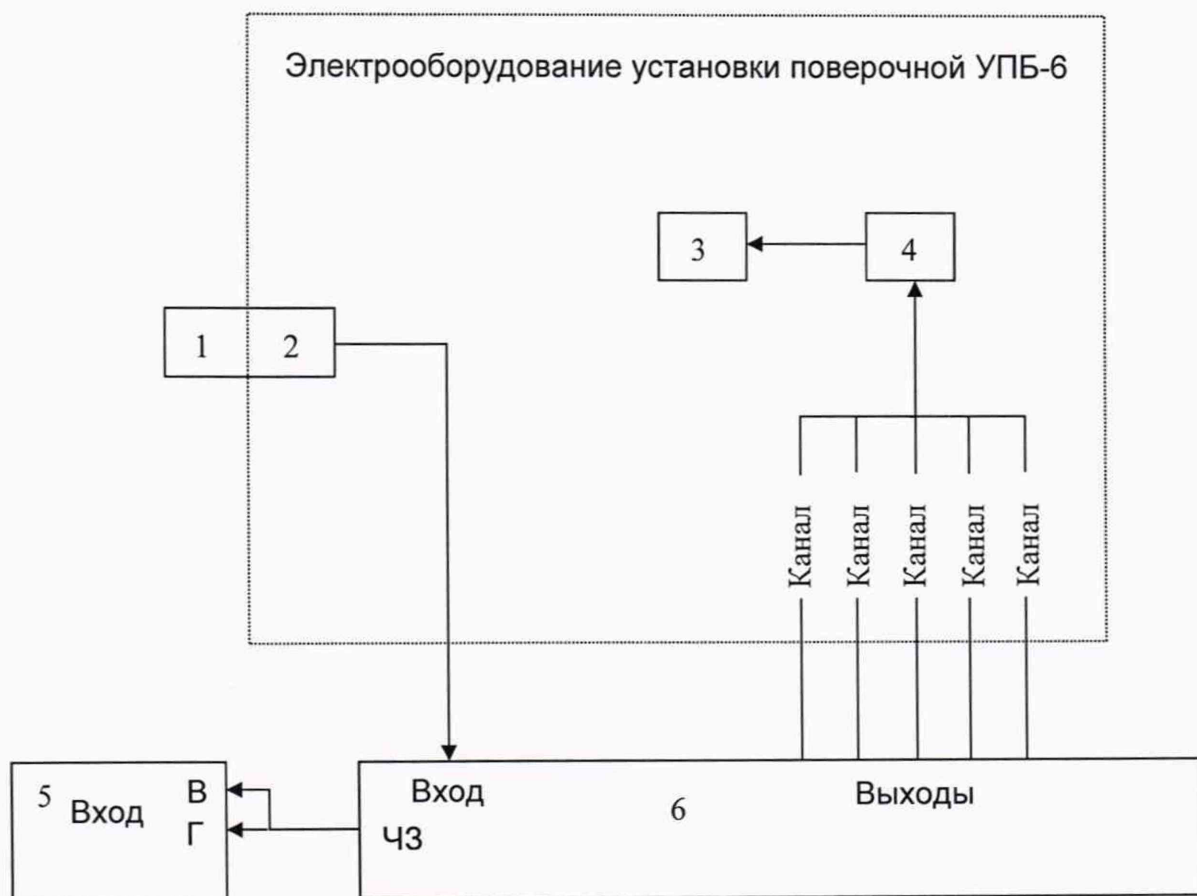 Электрооборудование установки поверочной УПБ-6
3 4
1 2
Канал Канал Канал Канал Канал
5 Вход В
Г
Вход 6 Выходы
ЧЗ